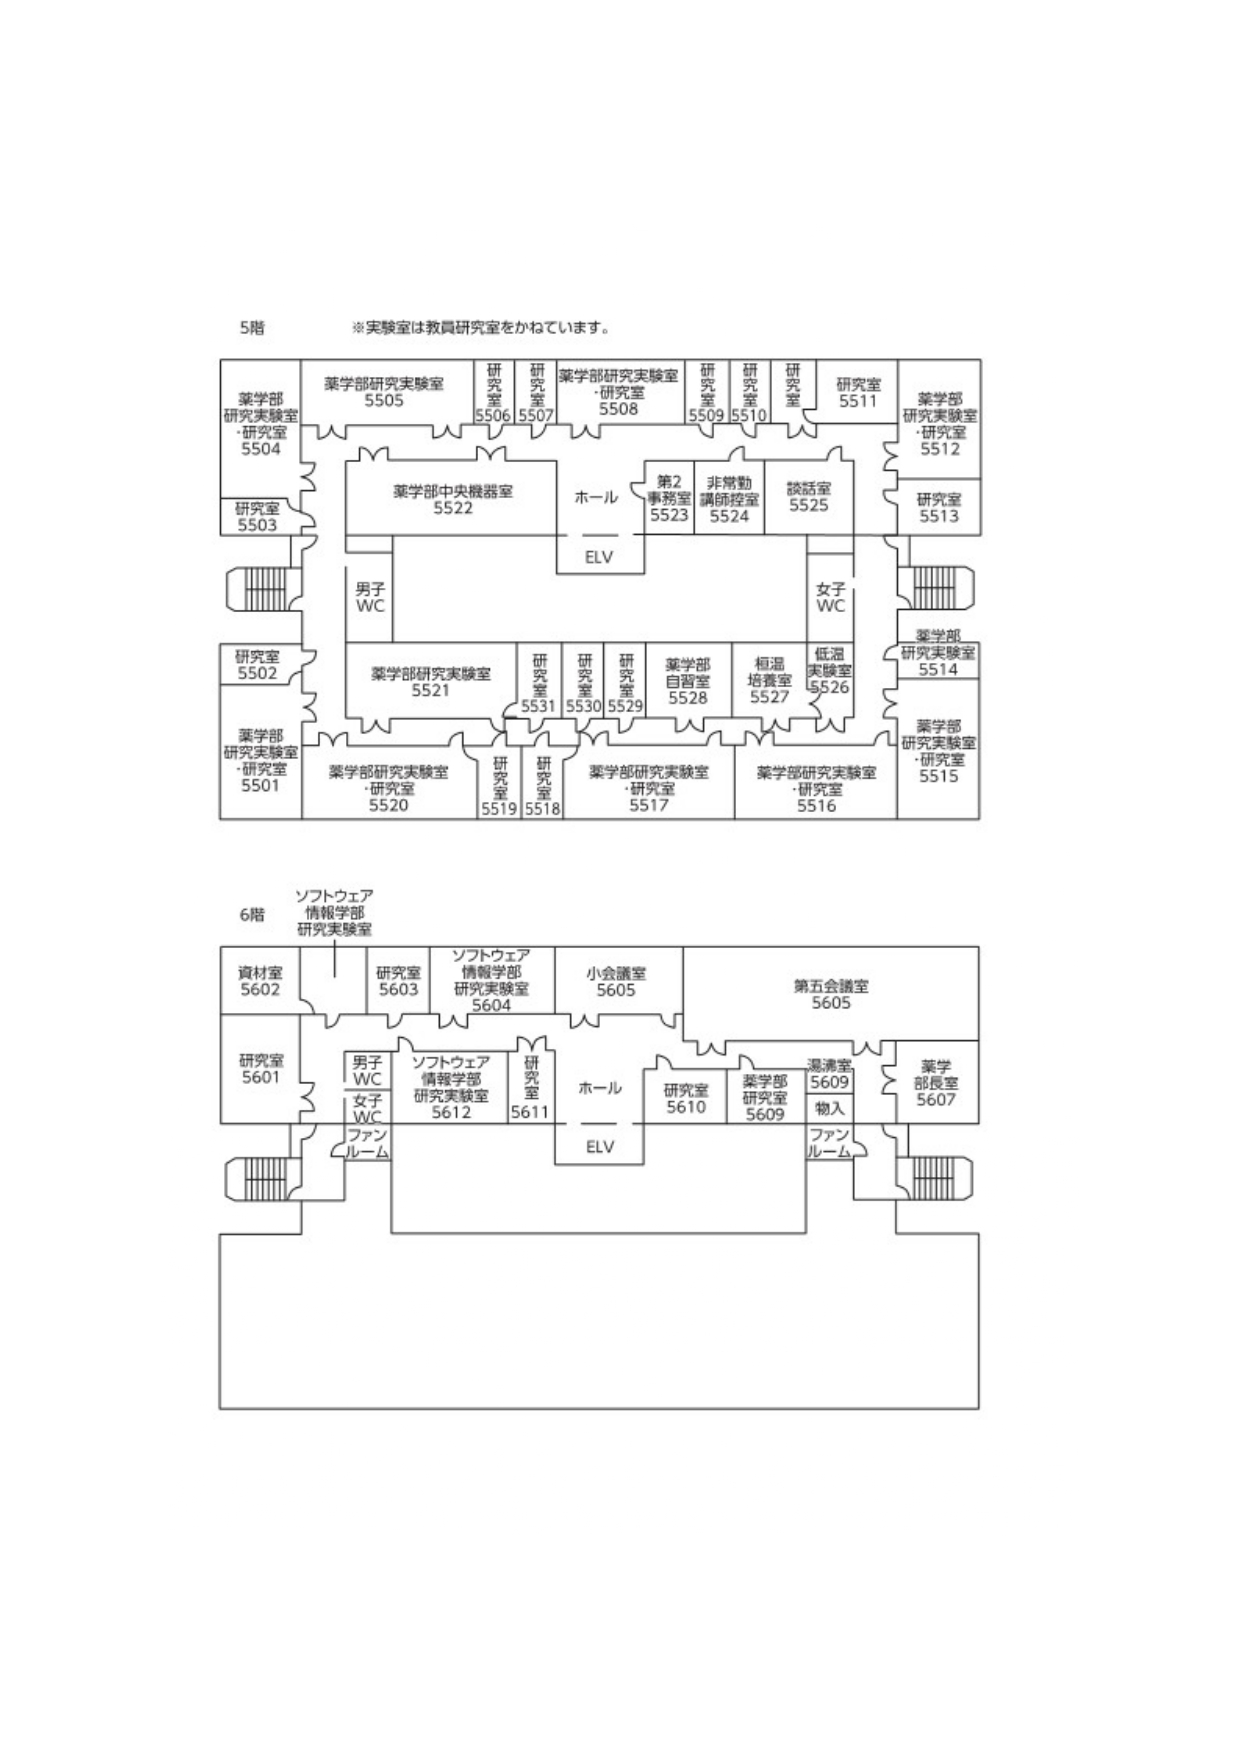 5階
※実験室は教員研究室をかねています。
薬学部
研究実験室
・研究室
5504
薬学部研究実験室
5505
研究室
5506
研究室
5507
薬学部研究実験室
・研究室
5508
研究室
5509
研究室
5510
研究室
研究室
5511
薬学部
研究実験室
・研究室
5512
研究室
5503
薬学部中央機器室
5522
ホール
第2
事務室
5523
非常勤
講師控室
5524
談話室
5525
研究室
5513
ELV
男子
WC
女子
WC
研究室
5502
薬学部研究実験室
5521
研究室
5531
研究室
5530
研究室
5529
薬学部
自習室
5528
桓温
培養室
5527
低温
実験室
5526
薬学部
研究実験室
5514
薬学部
研究実験室
・研究室
5501
薬学部研究実験室
・研究室
5520
研究室
5519
研究室
5518
薬学部研究実験室
・研究室
5517
薬学部研究実験室
・研究室
5516
薬学部
研究実験室
・研究室
5515
6階
ソフトウェア
情報学部
研究実験室
資材室
5602
研究室
5603
ソフトウェア
情報学部
研究実験室
5604
小会議室
5605
第五会議室
5605
研究室
5601
男子
WC
女子
WC
ファン
ルーム
ソフトウェア
情報学部
研究実験室
5612
研究室
5611
ホール
ELV
研究室
5610
薬学部
研究室
5609
湯沸室
5609
物入
ファン
ルーム
薬学
部長室
5607